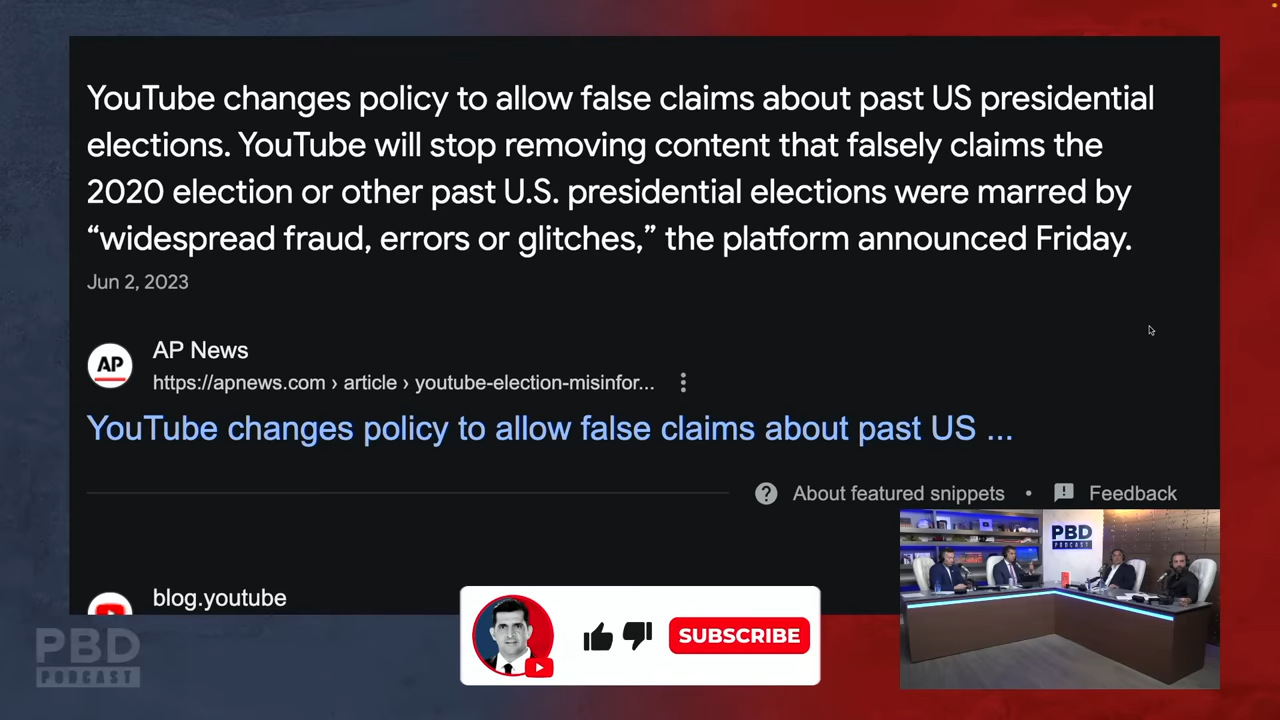 YouTube changes policy to allow false claims about past US presidential
elections. YouTube will stop removing content that falsely claims the
2020 election or other past U.S. presidential elections were marred by
“widespread fraud, errors or glitches,” the platform announced Friday.
Jun 2, 2023
AP
AP News
https://apnews.com › article › youtube-election-misinfor...
YouTube changes policy to allow false claims about past US ...
About featured snippets • Feedback
blog.youtube
SUBSCRIBE
PBD
PODCAST
PBD
PODCAST